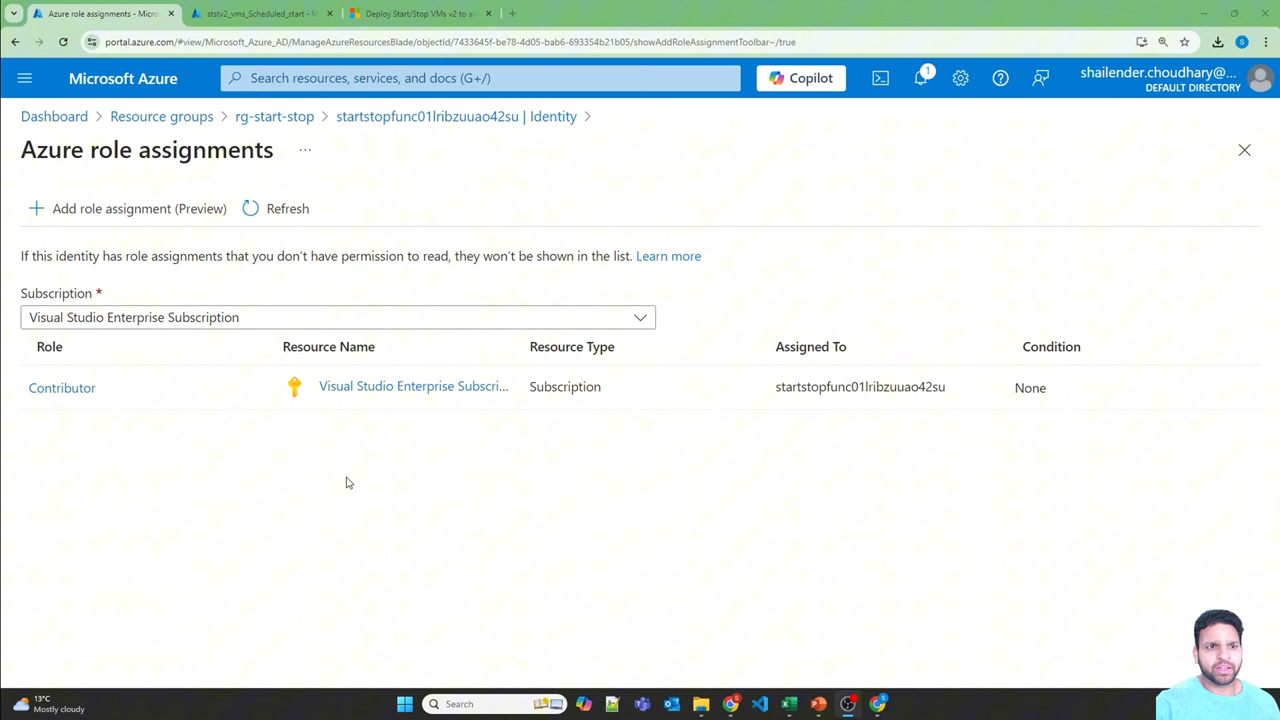 Azure role assignments - Micros
ststv2_vms_Scheduled_start - M
Deploy Start/Stop VMs v2 to a
portal.azure.com/#view/Microsoft_Azure_AD/ManageAzureResourcesBlade/objectId/7433645f-be78-4d05-bab6-693354b21b05/showAddRoleAssignmentToolbar~/true
Microsoft Azure
Search resources, services, and docs (G+/)
Copilot
1
shailender.choudhary@...
DEFAULT DIRECTORY
Dashboard > Resource groups > rg-start-stop > startstopfunc01lribzuuao42su | Identity >
Azure role assignments ...
+ Add role assignment (Preview) Refresh
If this identity has role assignments that you don't have permission to read, they won't be shown in the list. Learn more
Subscription *
Visual Studio Enterprise Subscription
Role Resource Name Resource Type Assigned To Condition
Contributor Visual Studio Enterprise Subscri... Subscription startstopfunc01lribzuuao42su None
13°C
Mostly cloudy
Search